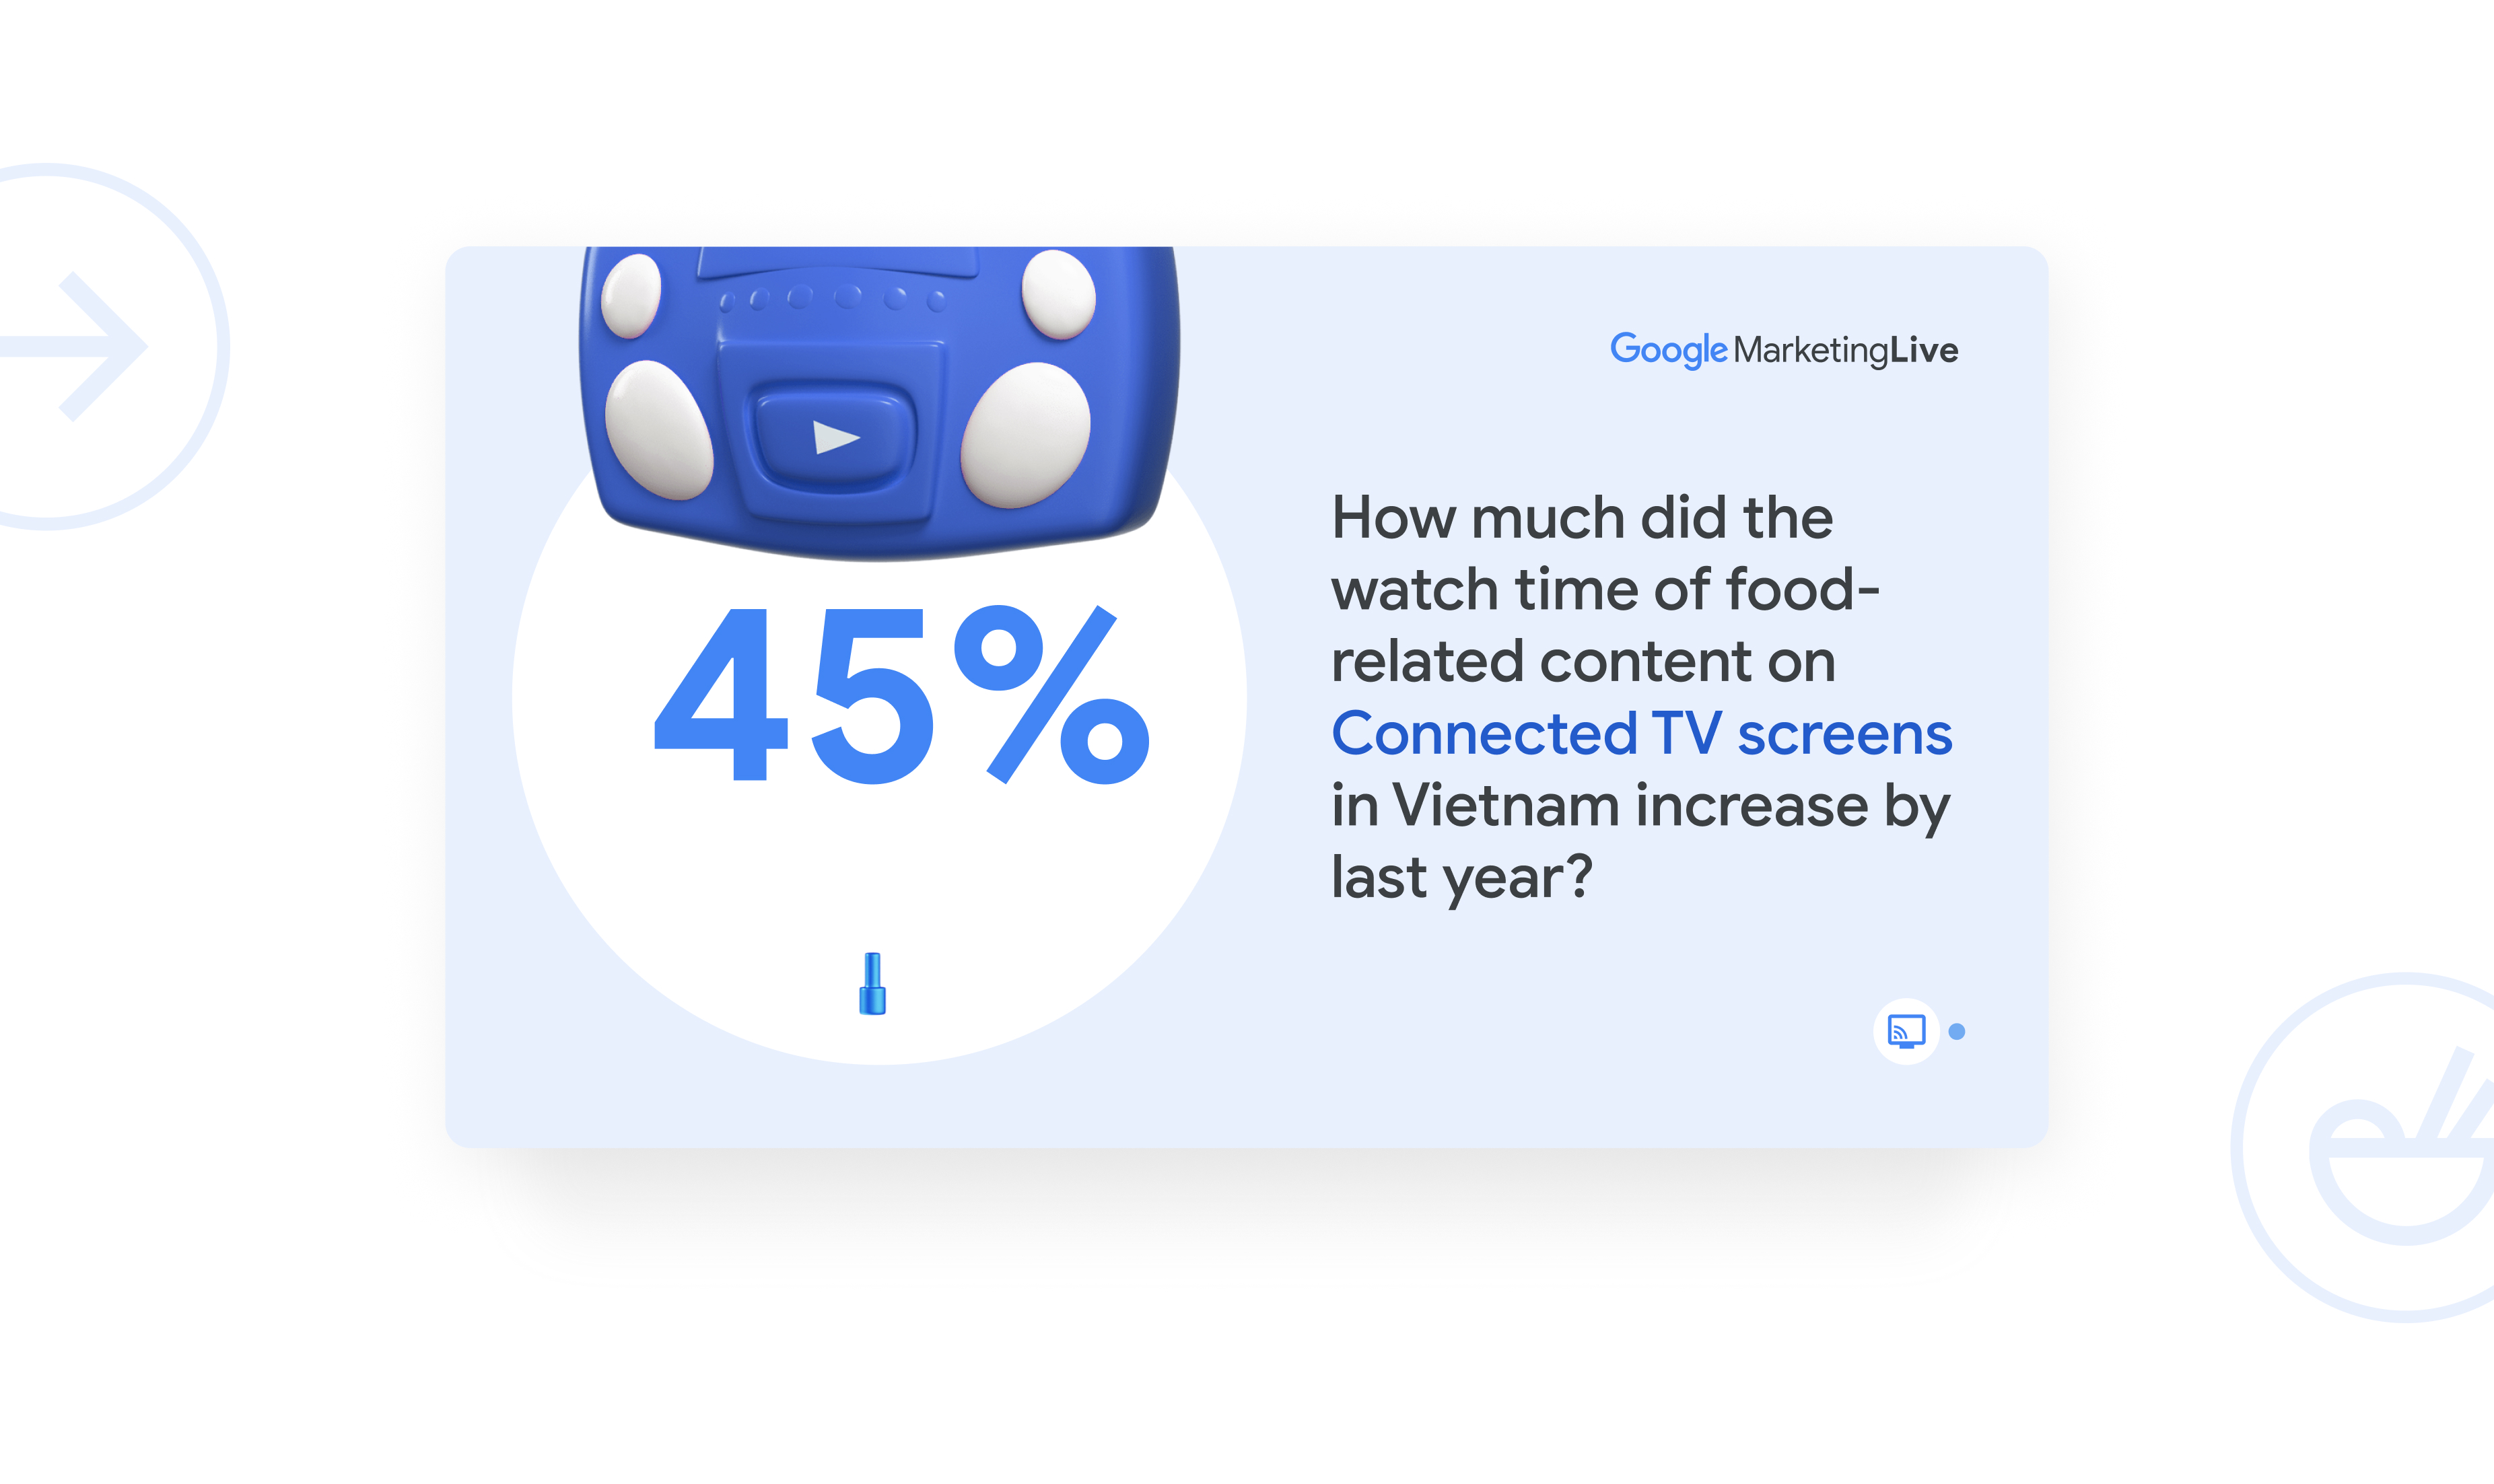 45%
Google Marketing Live
How much did the
watch time of food-
related content on
Connected TV screens
in Vietnam increase by
last year?